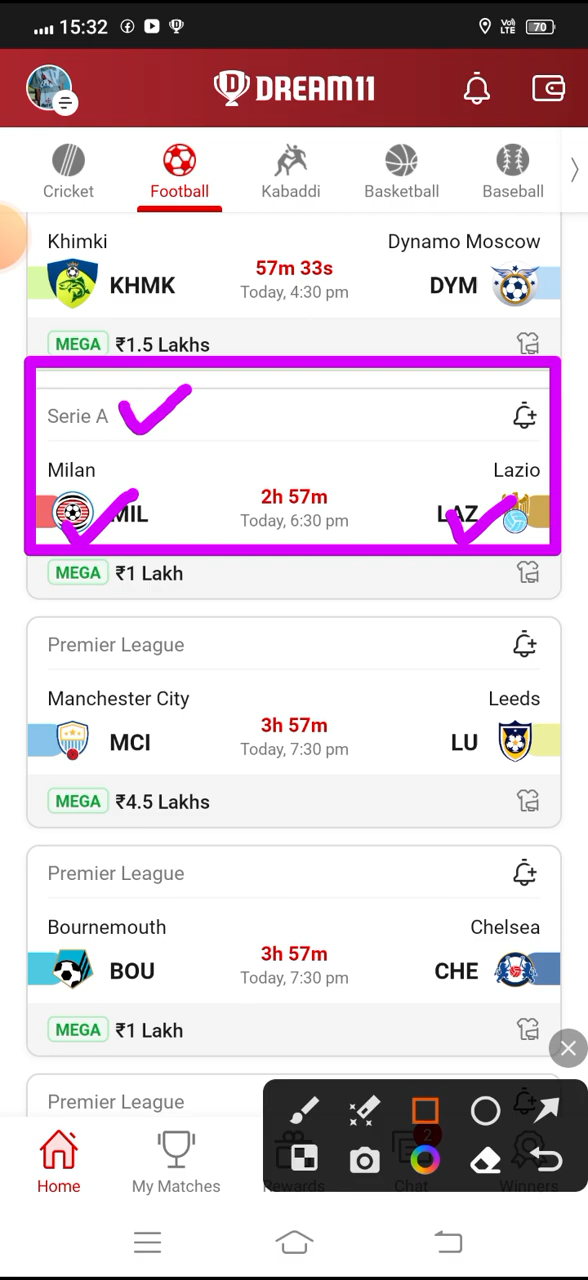 15:32 Vol) LTE 70
DREAM11
Cricket Football Kabaddi Basketball Baseball
Khimki Dynamo Moscow
KHMK 57m 33s DYM
Today, 4:30 pm
MEGA ₹1.5 Lakhs
Serie A
Milan Lazio
MIL 2h 57m LAZ
Today, 6:30 pm
MEGA ₹1 Lakh
Premier League
Manchester City Leeds
MCI 3h 57m LU
Today, 7:30 pm
MEGA ₹4.5 Lakhs
Premier League
Bournemouth Chelsea
BOU 3h 57m CHE
Today, 7:30 pm
MEGA ₹1 Lakh
Premier League
2
Home My Matches Rewards Chat Winners